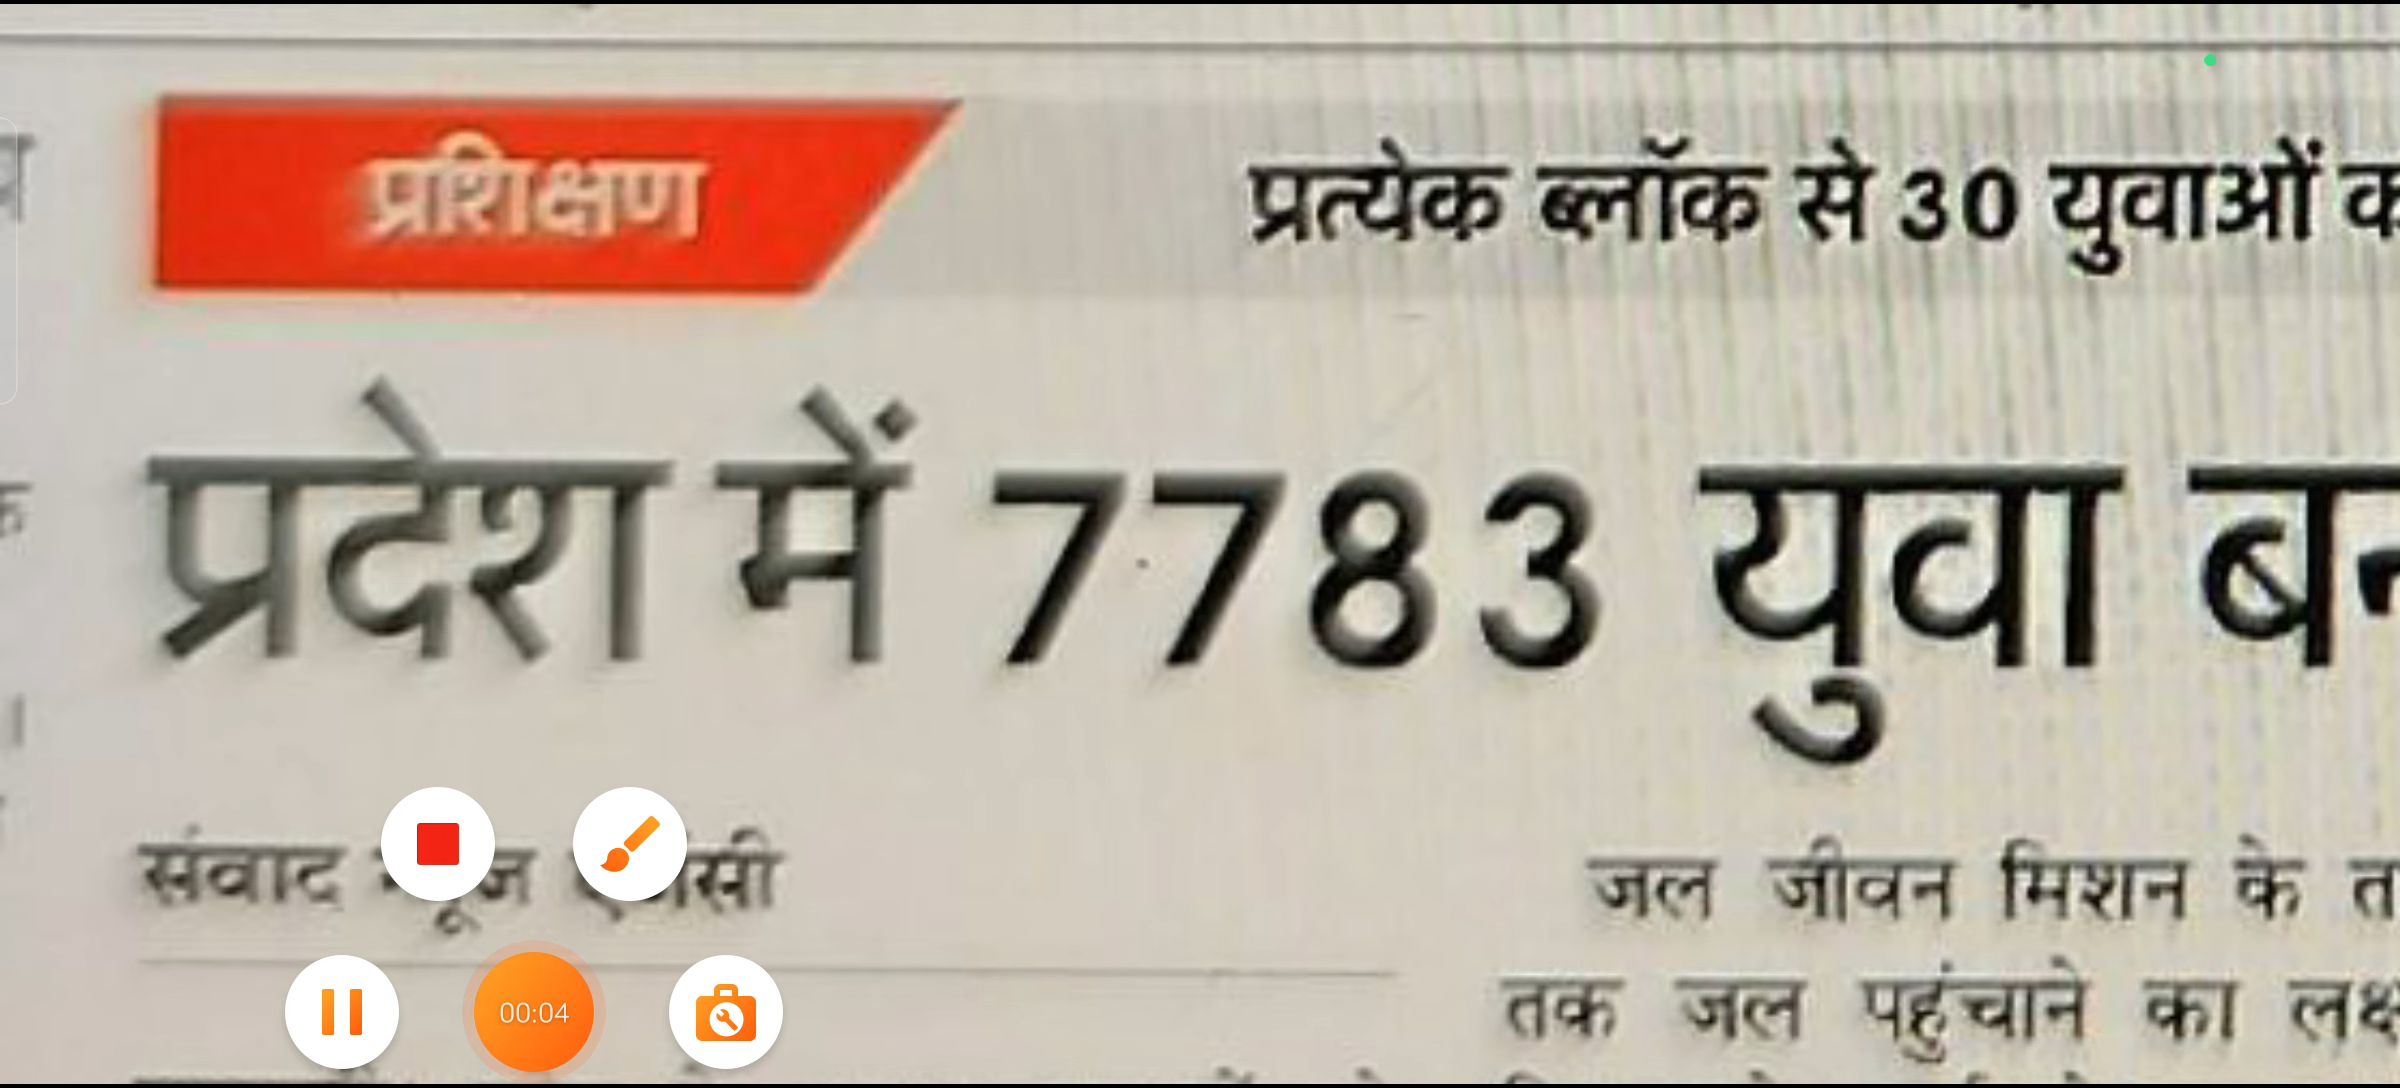 प्रशिक्षण
प्रत्येक ब्लॉक से 30 युवाओं
प्रदेश में 7783 युवा
संवाद
जल जीवन मिशन के
तक जल पहुंचाने का
00:04